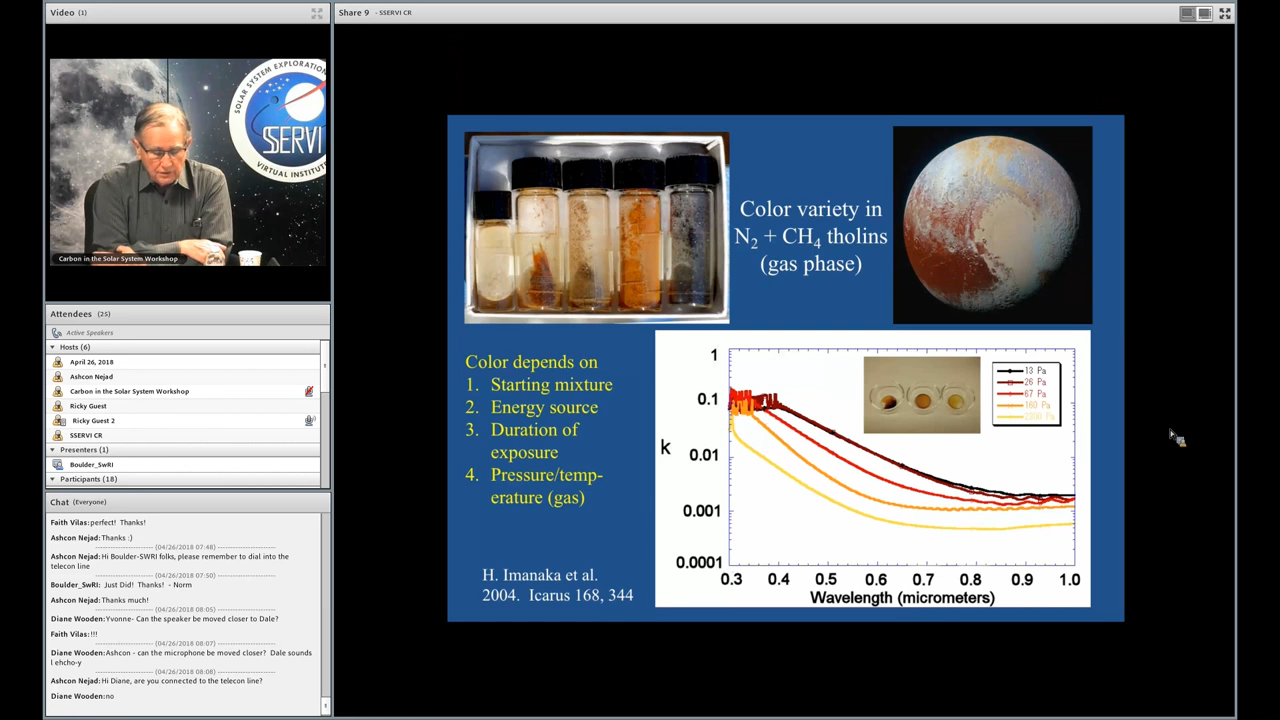 Video (1)
SOLAR SYSTEM EXPLORATION
SSERVI
VIRTUAL INSTITU
Carbon in the Solar System Workshop
Attendees (25)
Active Speakers
Hosts (6)
April 26, 2018
Ashcon Nejad
Carbon in the Solar System Workshop
Ricky Guest
Ricky Guest 2
SSERVI CR
Presenters (1)
Boulder_SwRI
Participants (18)
Chat (Everyone)
Faith Vilas:perfect! Thanks!
Ashcon Nejad:Thanks :)
(04/26/2018 07:48)
Ashcon Nejad:Hi Boulder-SWRI folks, please remember to dial into the
telecon line
(04/26/2018 07:50)
Boulder_SwRI: Just Did! Thanks! - Norm
Ashcon Nejad:Thanks much!
(04/26/2018 08:05)
Diane Wooden:Yvonne- Can the speaker be moved closer to Dale?
Faith Vilas:!!!
(04/26/2018 08:07)
Diane Wooden:Ashcon - can the microphone be moved closer? Dale sounds
l ehcho-y
(04/26/2018 08:08)
Ashcon Nejad:Hi Diane, are you connected to the telecon line?
Diane Wooden:no
Share 9 - SSERVI CR
Color variety in
N₂ + CH₄ tholins
(gas phase)
Color depends on
1. Starting mixture
2. Energy source
3. Duration of
exposure
4. Pressure/temp-
erature (gas)
H. Imanaka et al.
2004. Icarus 168, 344
1
0.1
0.01
0.001
0.0001
k
13 Pa
26 Pa
67 Pa
160 Pa
0.3 0.4 0.5 0.6 0.7 0.8 0.9 1.0
Wavelength (micrometers)